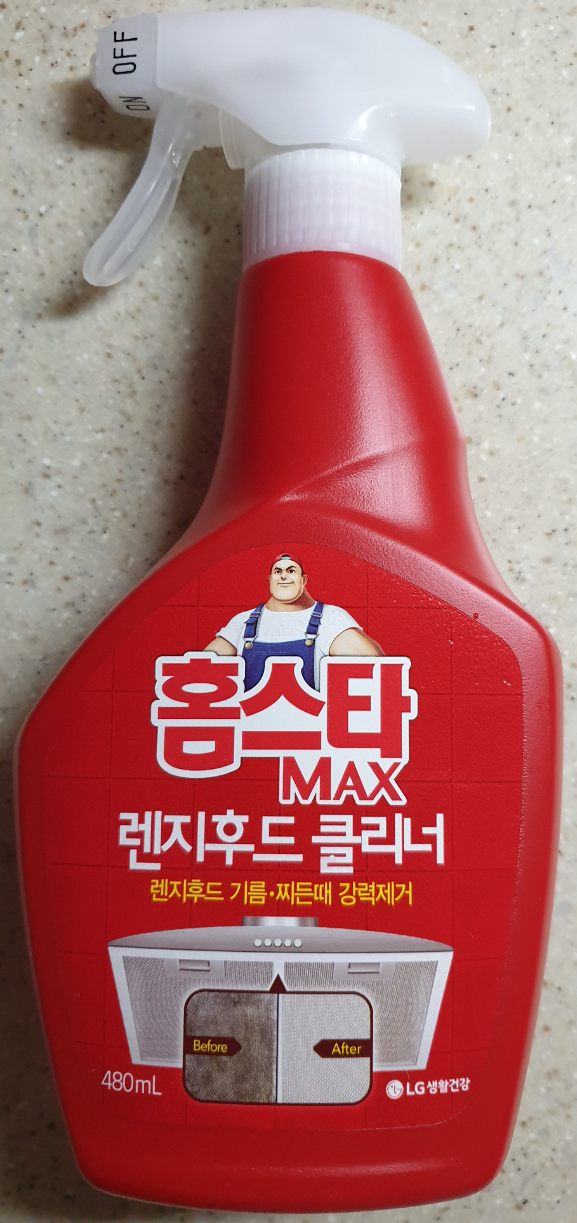 OFF
ON
홈스타
MAX
렌지후드 클리너
렌지후드 기름·찌든때 강력제거
Before
After
480mL
LG생활건강